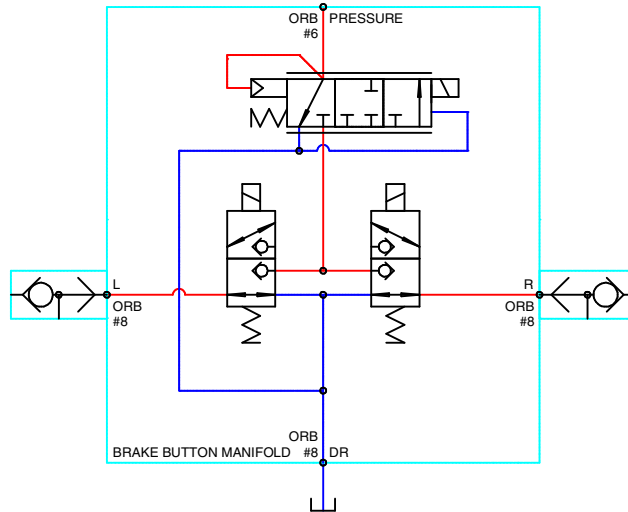 ORB PRESSURE
#6
L
ORB
#8
R
ORB
#8
ORB
BRAKE BUTTON MANIFOLD #8 DR